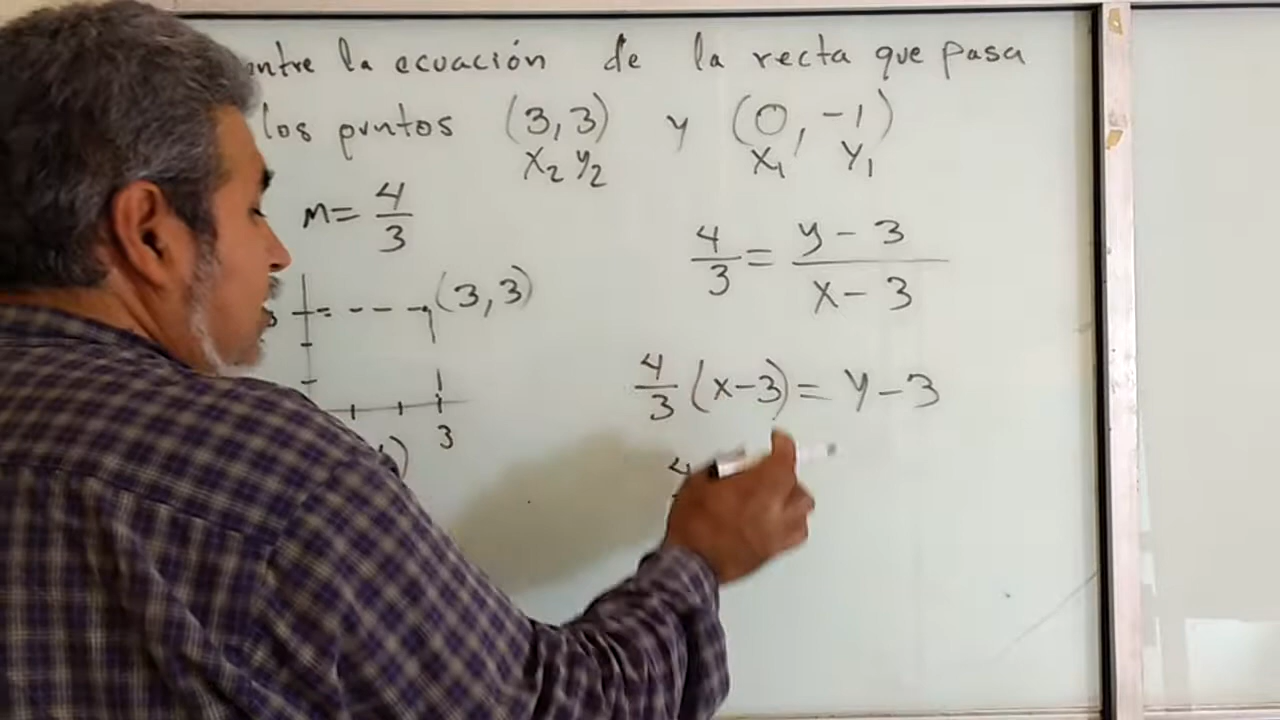 ntre la ecuación de la recta que pasa
los puntos (3,3) y (0,-1)
x₂ y₂ x₁ y₁
m= 4/3
4/3 = y-3/x-3
(3,3)
4/3 (x-3) = y-3
3
4